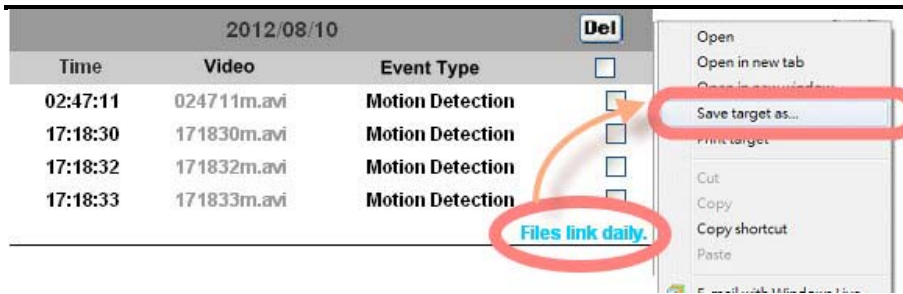 2012/08/10 Del
Time Video Event Type
02:47:11 024711m.avi Motion Detection
17:18:30 171830m.avi Motion Detection
17:18:32 171832m.avi Motion Detection
17:18:33 171833m.avi Motion Detection
Files link daily.
Open
Open in new tab
Open in new window
Save target as...
Print target
Cut
Copy
Copy shortcut
Paste
E-mail with Windows Live